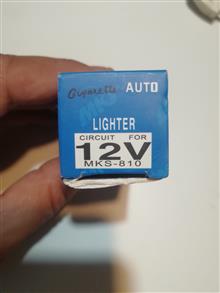 Cigarette AUTO
LIGHTER
CIRCUIT FOR
12V
MKS-810